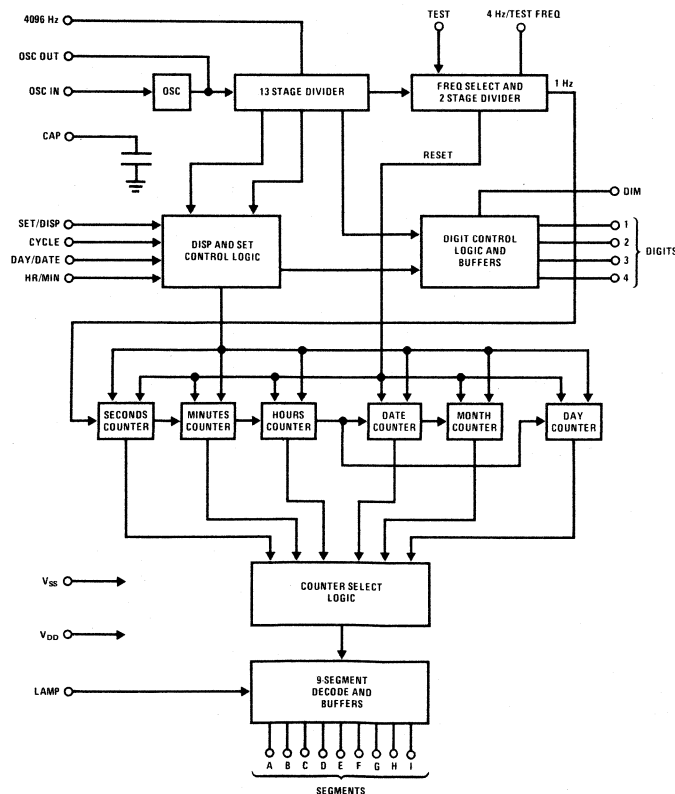 4096 Hz
TEST
4 Hz/TEST FREQ
OSC OUT
OSC IN
OSC
13 STAGE DIVIDER
FREQ SELECT AND
2 STAGE DIVIDER
1 Hz
CAP
RESET
DIM
SET/DISP
CYCLE
DAY/DATE
HR/MIN
DISP AND SET
CONTROL LOGIC
DIGIT CONTROL
LOGIC AND
BUFFERS
1
2
3
4
DIGITS
SECONDS
COUNTER
MINUTES
COUNTER
HOURS
COUNTER
DATE
COUNTER
MONTH
COUNTER
DAY
COUNTER
VSS
COUNTER SELECT
LOGIC
VDD
LAMP
9-SEGMENT
DECODE AND
BUFFERS
A B C D E F G H I
SEGMENTS